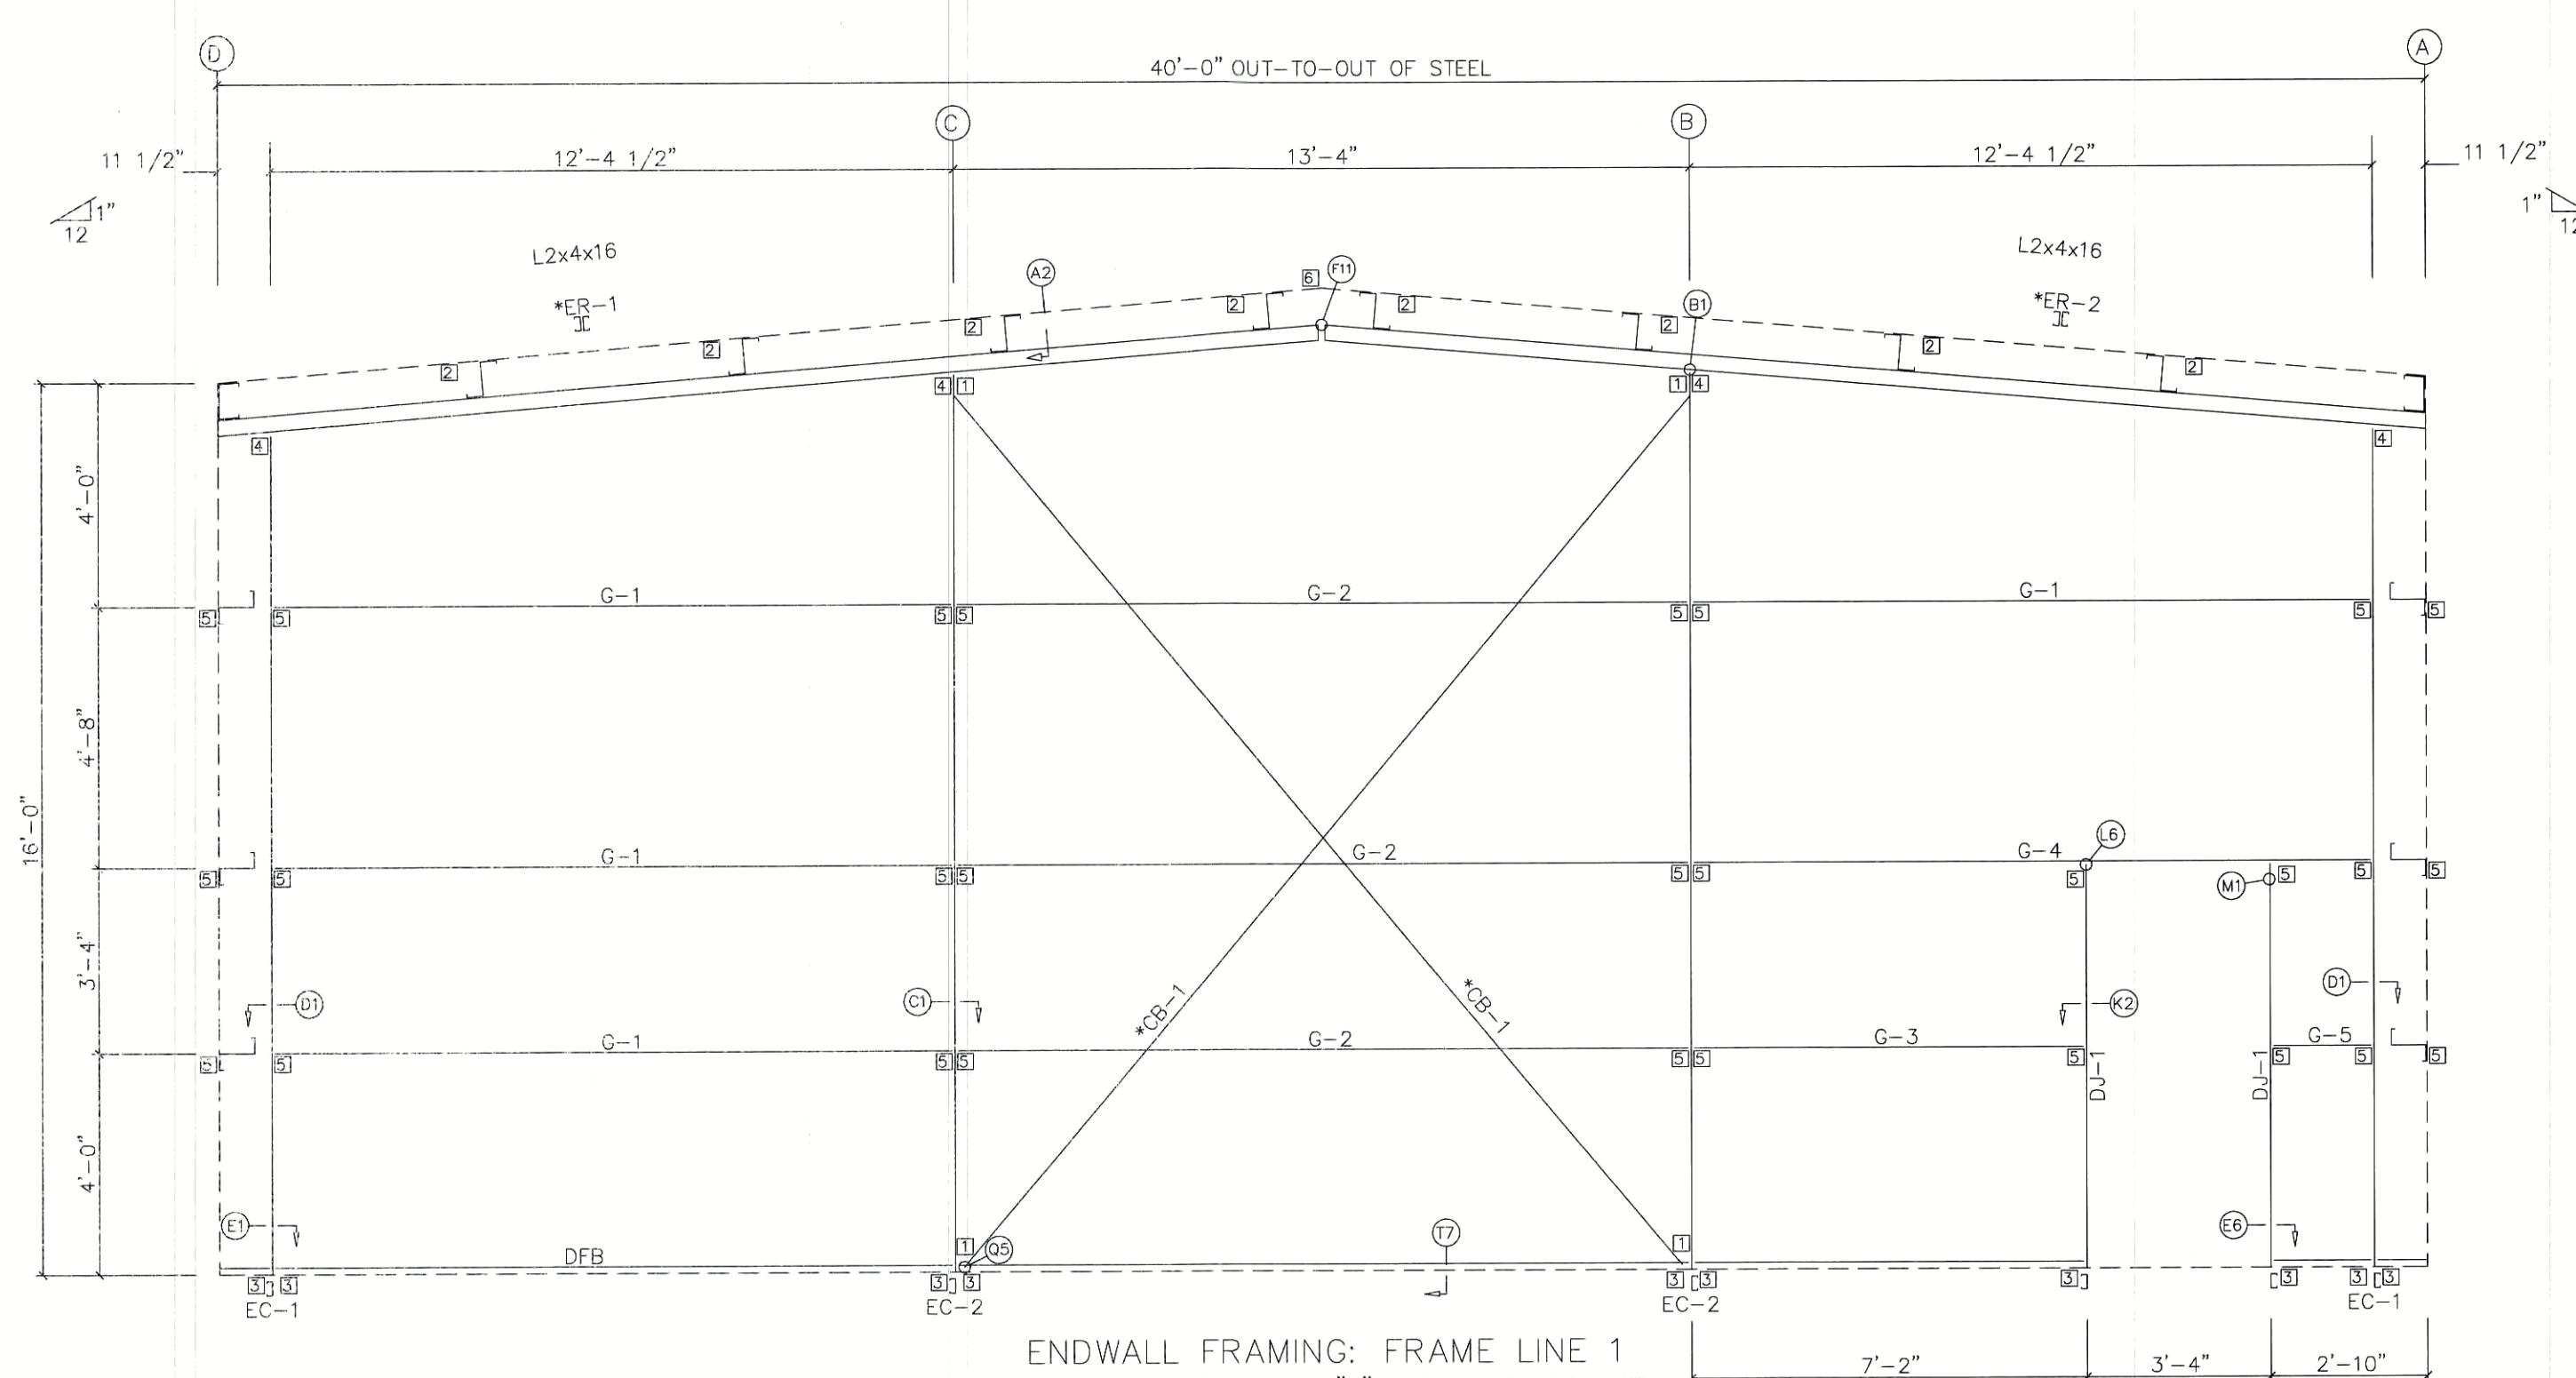 D
A
40'-0" OUT-TO-OUT OF STEEL
C
B
11 1/2"
12'-4 1/2"
13'-4"
12'-4 1/2"
11 1/2"
1"
12
1"
L2x4x16
L2x4x16
*ER-1
*ER-2
A2
6
F11
B1
2
2
2
2
2
2
2
2
4
4 1
1 4
4
4'-0"
G-1
G-2
G-1
5
5
5 5
5 5
5
5
4'-8"
16'-0"
L6
G-1
G-2
G-4
5
5
5 5
5 5
5
M1
5
5
5
3'-4"
D1
C1
*CB-1
*CB-1
K2
D1
G-1
G-2
G-3
G-5
5
5
5 5
5 5
5
5
5
5
DJ-1
DJ-1
4'-0"
E1
T7
E6
DFB
1
Q5
1
3 3
3 3
3 3
3
3
3 3
EC-1
EC-2
EC-2
EC-1
ENDWALL FRAMING: FRAME LINE 1
7'-2"
3'-4"
2'-10"